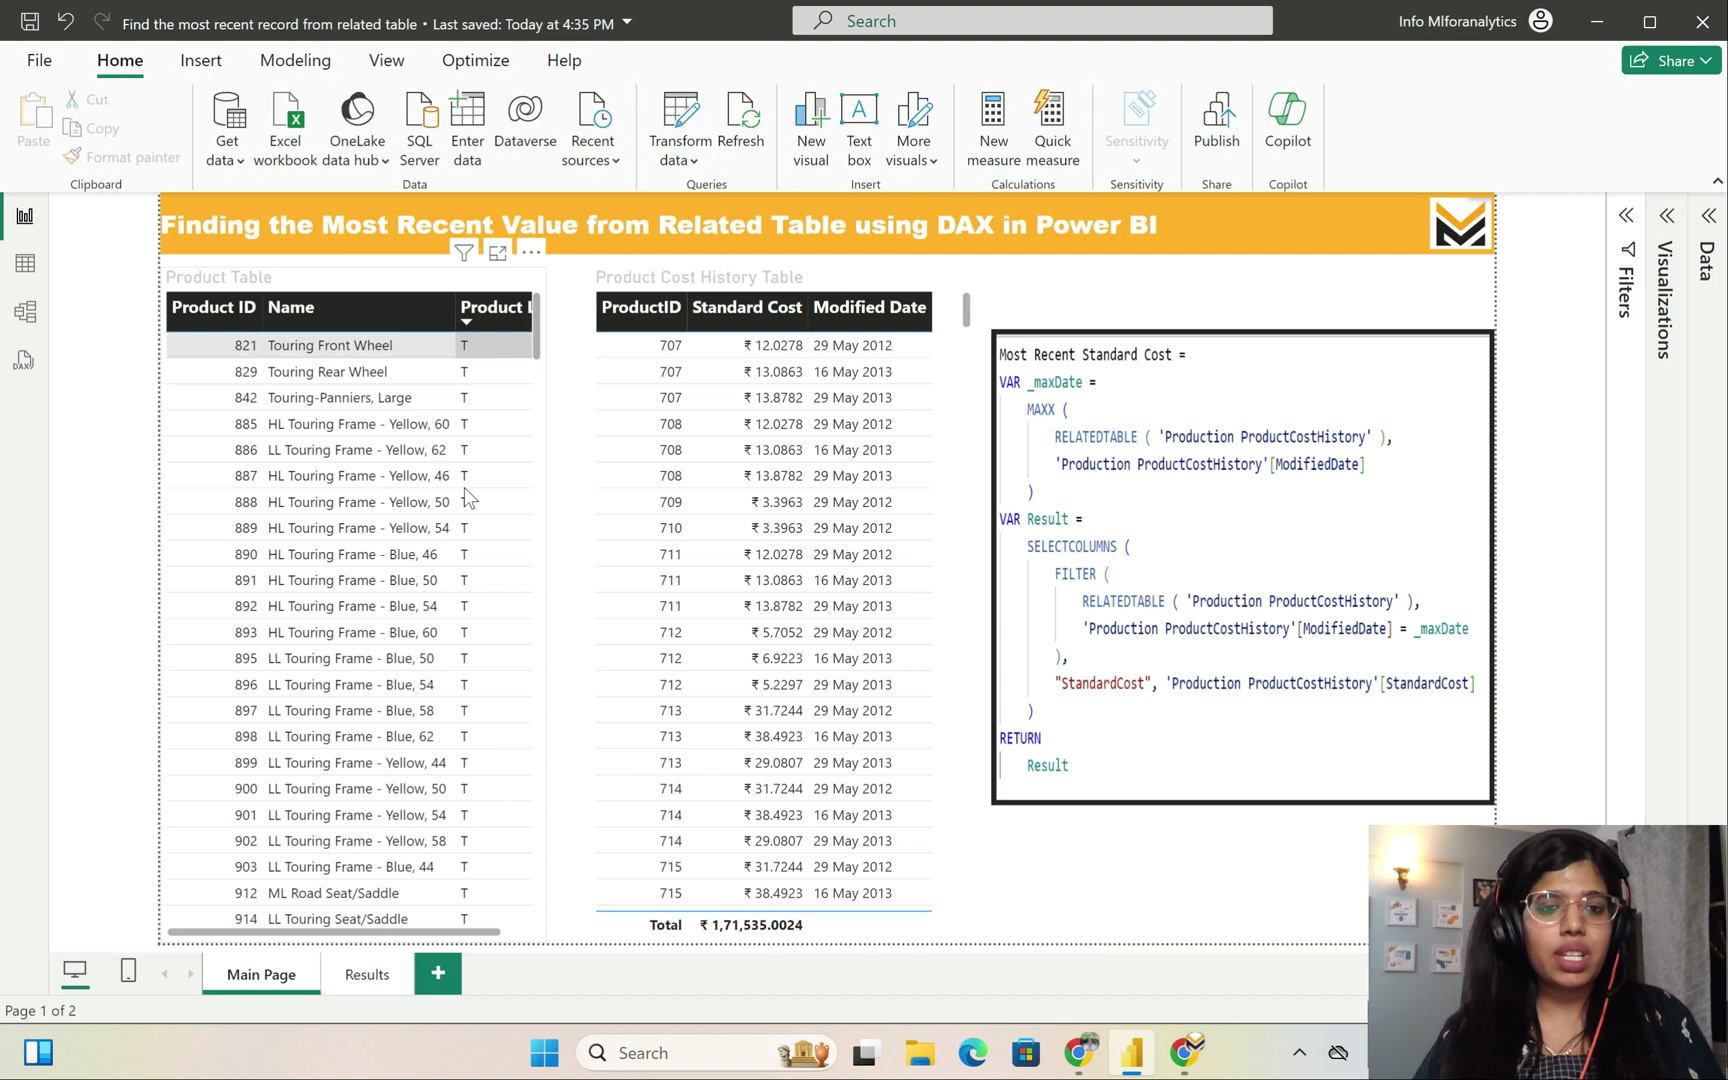 Find the most recent record from related table • Last saved: Today at 4:35 PM
Search
Info Mlforanalytics
File
Home
Insert
Modeling
View
Optimize
Help
Share
Paste
Cut
Copy
Format painter
Clipboard
Get data
Excel workbook
OneLake data hub
SQL Server
Enter data
Dataverse
Recent sources
Data
Transform data
Refresh
Queries
New visual
Text box
More visuals
Insert
New measure
Quick measure
Calculations
Sensitivity
Sensitivity
Publish
Share
Copilot
Copilot
Finding the Most Recent Value from Related Table using DAX in Power BI
Product Table
Product ID Name Product L
821 Touring Front Wheel T
829 Touring Rear Wheel T
842 Touring-Panniers, Large T
885 HL Touring Frame - Yellow, 60 T
886 LL Touring Frame - Yellow, 62 T
887 HL Touring Frame - Yellow, 46 T
888 HL Touring Frame - Yellow, 50
889 HL Touring Frame - Yellow, 54 T
890 HL Touring Frame - Blue, 46 T
891 HL Touring Frame - Blue, 50 T
892 HL Touring Frame - Blue, 54 T
893 HL Touring Frame - Blue, 60 T
895 LL Touring Frame - Blue, 50 T
896 LL Touring Frame - Blue, 54 T
897 LL Touring Frame - Blue, 58 T
898 LL Touring Frame - Blue, 62 T
899 LL Touring Frame - Yellow, 44 T
900 LL Touring Frame - Yellow, 50 T
901 LL Touring Frame - Yellow, 54 T
902 LL Touring Frame - Yellow, 58 T
903 LL Touring Frame - Blue, 44 T
912 ML Road Seat/Saddle T
914 LL Touring Seat/Saddle T
Product Cost History Table
ProductID Standard Cost Modified Date
707 ₹ 12.0278 29 May 2012
707 ₹ 13.0863 16 May 2013
707 ₹ 13.8782 29 May 2013
708 ₹ 12.0278 29 May 2012
708 ₹ 13.0863 16 May 2013
708 ₹ 13.8782 29 May 2013
709 ₹ 3.3963 29 May 2012
710 ₹ 3.3963 29 May 2012
711 ₹ 12.0278 29 May 2012
711 ₹ 13.0863 16 May 2013
711 ₹ 13.8782 29 May 2013
712 ₹ 5.7052 29 May 2012
712 ₹ 6.9223 16 May 2013
712 ₹ 5.2297 29 May 2013
713 ₹ 31.7244 29 May 2012
713 ₹ 38.4923 16 May 2013
713 ₹ 29.0807 29 May 2013
714 ₹ 31.7244 29 May 2012
714 ₹ 38.4923 16 May 2013
714 ₹ 29.0807 29 May 2013
715 ₹ 31.7244 29 May 2012
715 ₹ 38.4923 16 May 2013
Total ₹ 1,71,535.0024
Most Recent Standard Cost =
VAR _maxDate =
MAXX (
RELATEDTABLE ( 'Production ProductCostHistory' ),
'Production ProductCostHistory'[ModifiedDate]
)
VAR Result =
SELECTCOLUMNS (
FILTER (
RELATEDTABLE ( 'Production ProductCostHistory' ),
'Production ProductCostHistory'[ModifiedDate] = _maxDate
),
"StandardCost", 'Production ProductCostHistory'[StandardCost]
)
RETURN
Result
Filters
Visualizations
Data
DAX
Main Page
Results
Page 1 of 2
Search